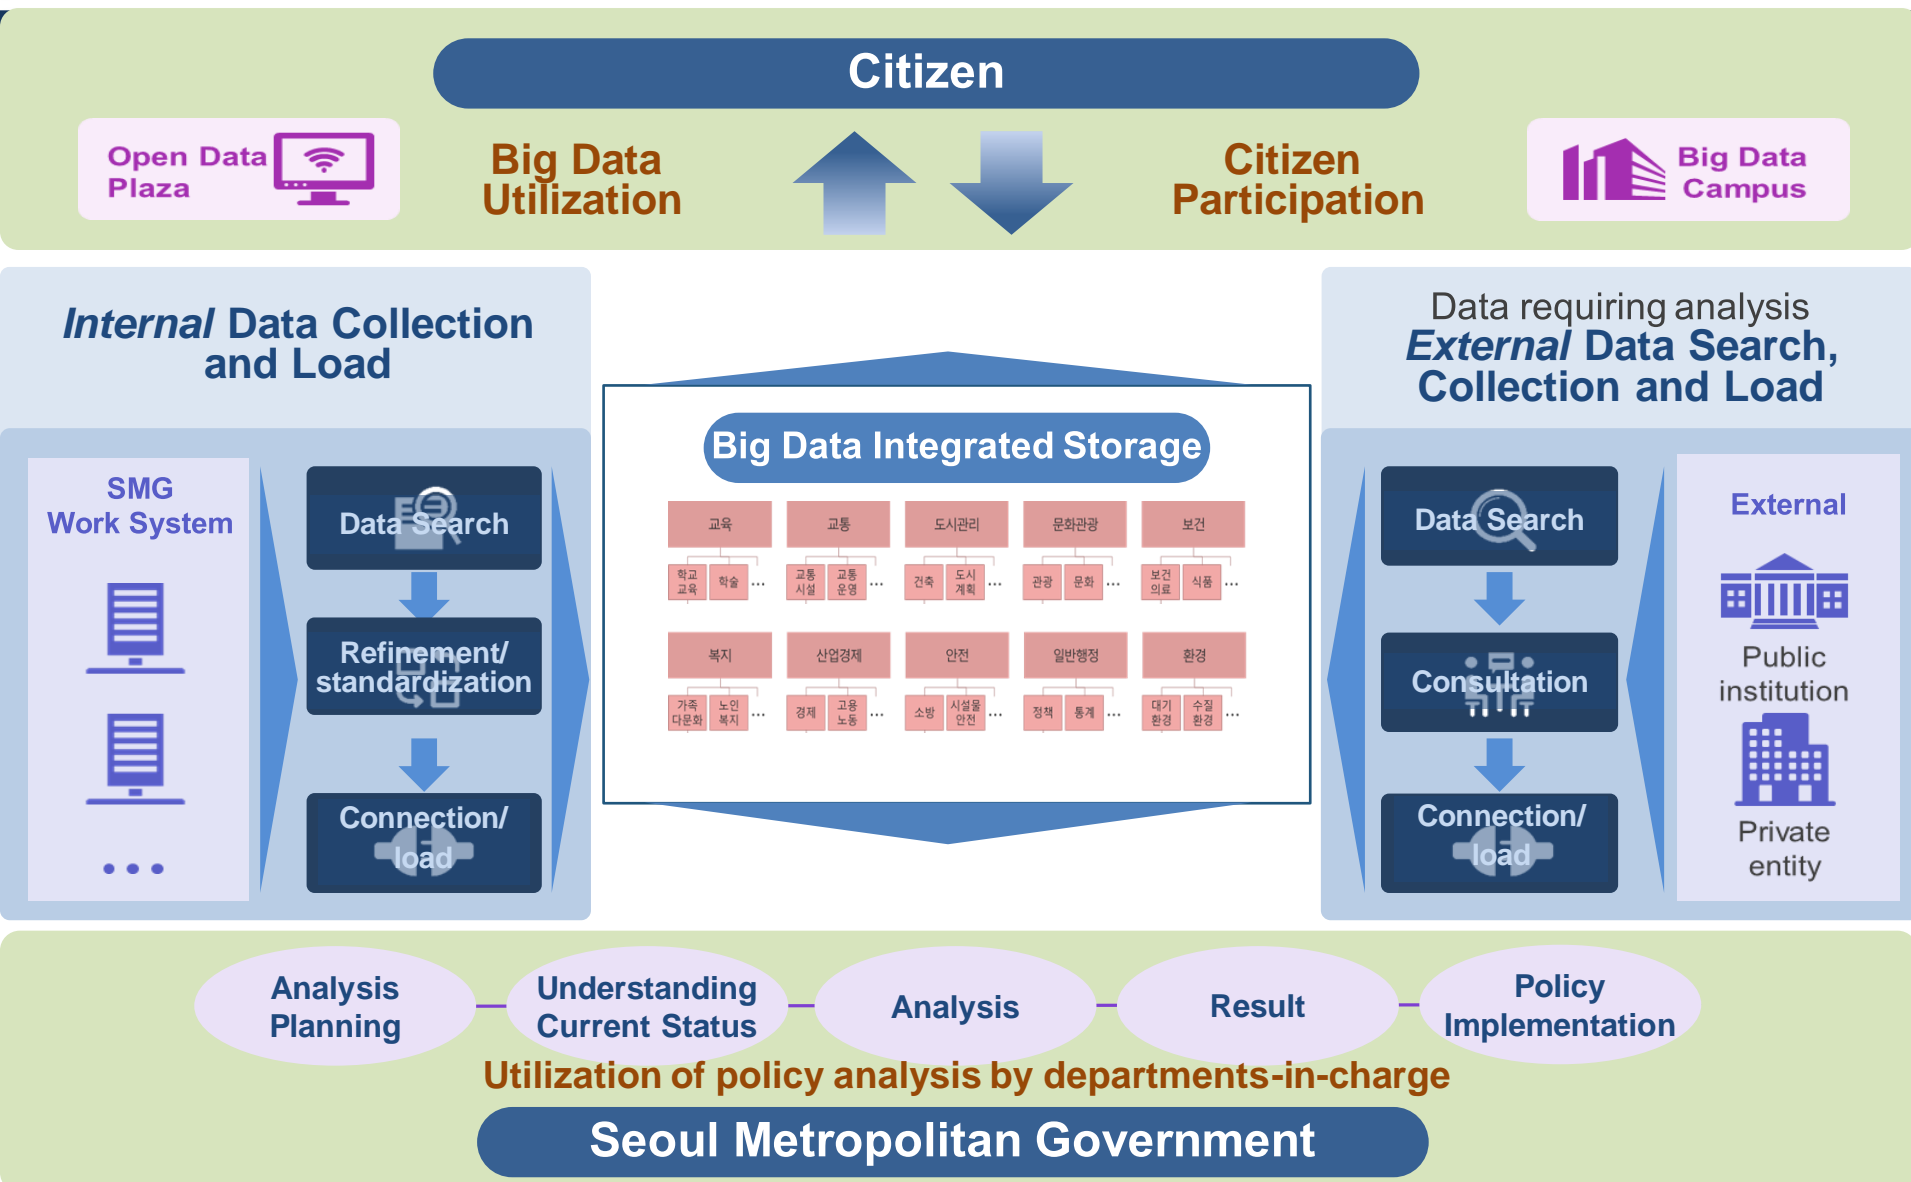 Citizen
Open Data
Plaza
Big Data
Utilization
Citizen
Participation
Big Data
Campus
Internal Data Collection
and Load
SMG
Work System
Data Search
Refinement/
standardization
Connection/
load
...
Big Data Integrated Storage
교육 교통 도시관리 문화관광 보건
학교 교통 교통 도시 보건
학술 ... 건축 ... 관광 문화 ... 식품 ...
교육 시설 운영 ... 계획 의료
복지 산업경제 안전 일반행정 환경
가족 노인 고용 시설물 대기 수질
... 경제 ... 소방 ... 정책 통계 ... ...
다문화 복지 노동 안전 환경 환경
Data requiring analysis
External Data Search,
Collection and Load
Data Search
Consultation
Connection/
load
External
Public
institution
Private
entity
Analysis
Planning
Understanding
Current Status
Analysis
Result
Policy
Implementation
Utilization of policy analysis by departments-in-charge
Seoul Metropolitan Government